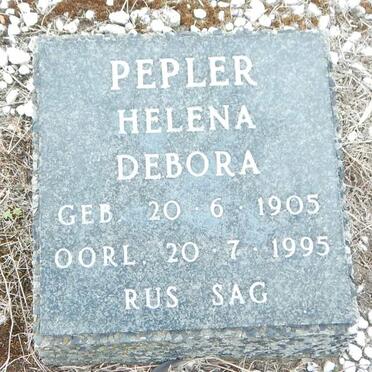 PEPLER
HELENA
DEBORA
GEB. 20 · 6 · 1905
OORL. 20 · 7 · 1995
RUS SAG